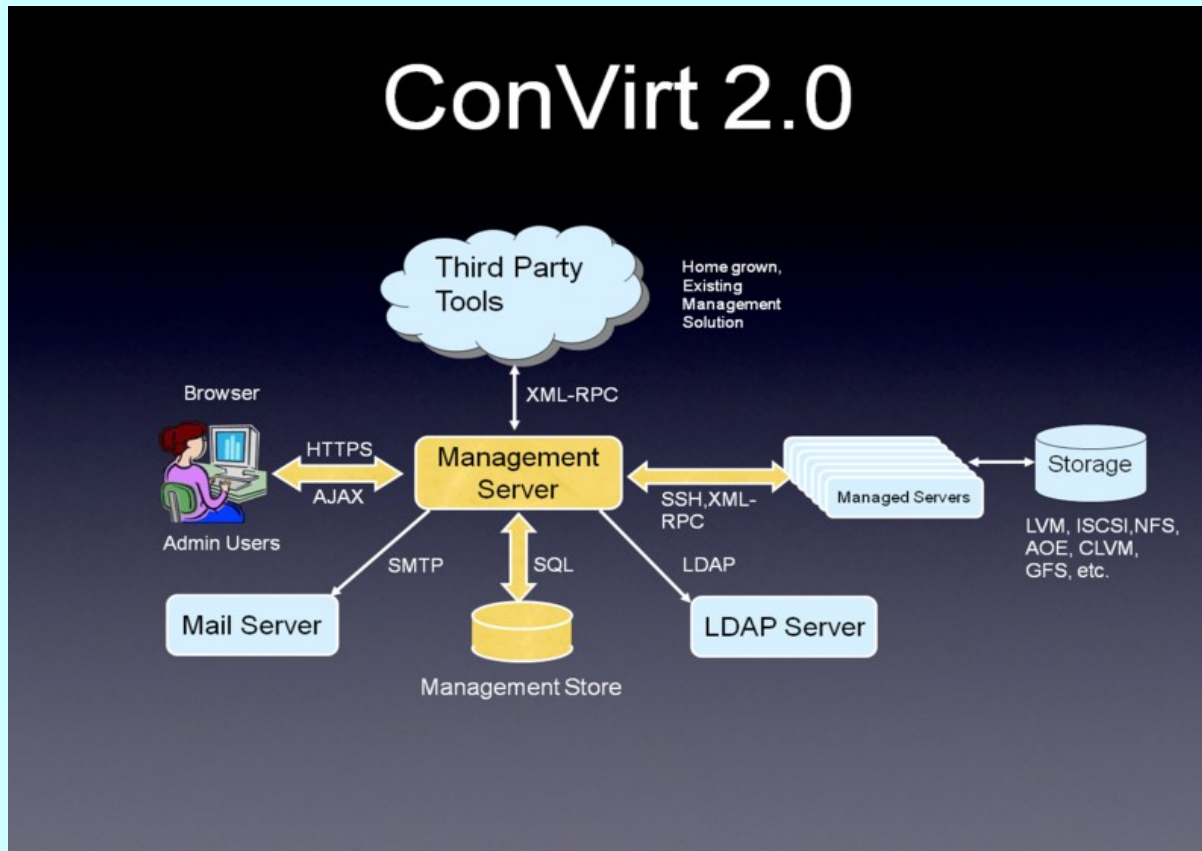 ConVirt 2.0
Third Party
Tools
Home grown,
Existing
Management
Solution
XML-RPC
Browser
HTTPS
AJAX
Admin Users
Management
Server
SSH,XML-
RPC
Managed Servers
Storage
LVM, ISCSI,NFS,
AOE, CLVM,
GFS, etc.
SMTP
SQL
LDAP
Mail Server
LDAP Server
Management Store